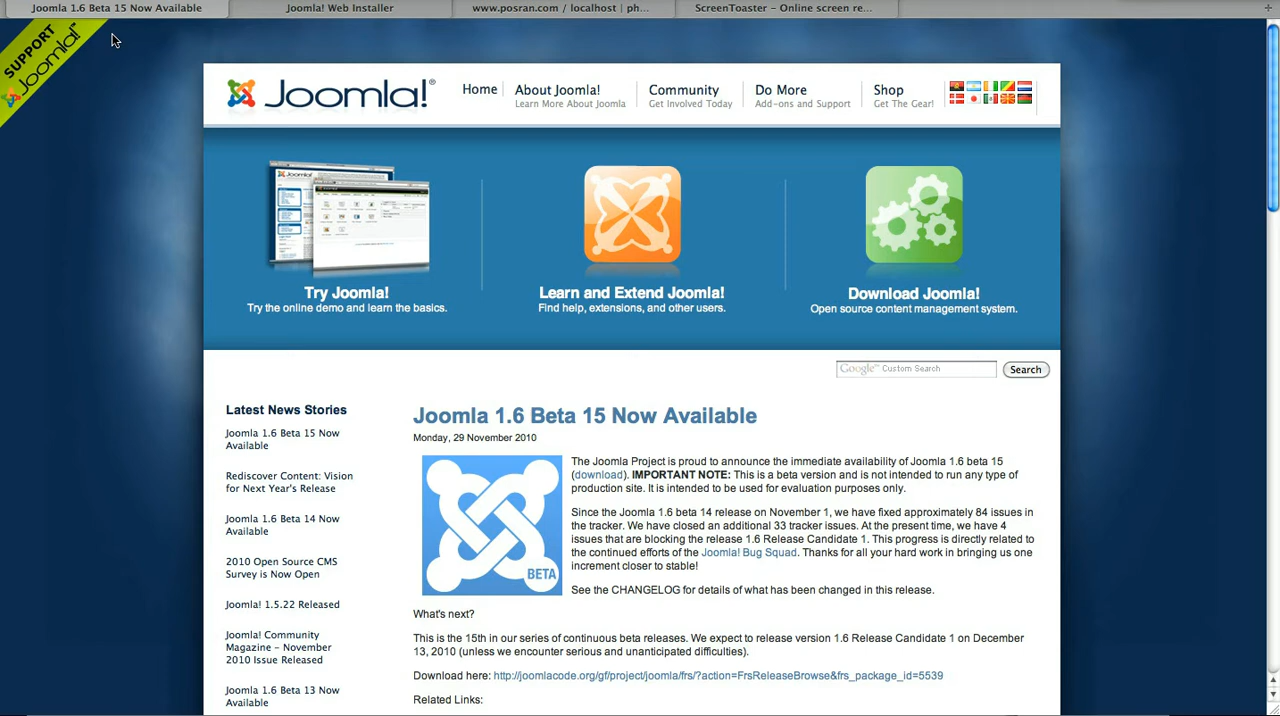 Joomla 1.6 Beta 15 Now Available
Joomla! Web Installer
www.posran.com / localhost | ph...
ScreenToaster - Online screen re...
SUPPORT
Joomla!
Joomla!®
Home
About Joomla!
Learn More About Joomla
Community
Get Involved Today
Do More
Add-ons and Support
Shop
Get The Gear!
Joomla!
Try Joomla!
Try the online demo and learn the basics.
Learn and Extend Joomla!
Find help, extensions, and other users.
Download Joomla!
Open source content management system.
Google™ Custom Search
Search
Latest News Stories
Joomla 1.6 Beta 15 Now
Available
Rediscover Content: Vision
for Next Year's Release
Joomla 1.6 Beta 14 Now
Available
2010 Open Source CMS
Survey is Now Open
Joomla! 1.5.22 Released
Joomla! Community
Magazine – November
2010 Issue Released
Joomla 1.6 Beta 13 Now
Available
Joomla 1.6 Beta 15 Now Available
Monday, 29 November 2010
BETA
The Joomla Project is proud to announce the immediate availability of Joomla 1.6 beta 15
(download). IMPORTANT NOTE: This is a beta version and is not intended to run any type of
production site. It is intended to be used for evaluation purposes only.
Since the Joomla 1.6 beta 14 release on November 1, we have fixed approximately 84 issues in
the tracker. We have closed an additional 33 tracker issues. At the present time, we have 4
issues that are blocking the release 1.6 Release Candidate 1. This progress is directly related to
the continued efforts of the Joomla! Bug Squad. Thanks for all your hard work in bringing us one
increment closer to stable!
See the CHANGELOG for details of what has been changed in this release.
What's next?
This is the 15th in our series of continuous beta releases. We expect to release version 1.6 Release Candidate 1 on December
13, 2010 (unless we encounter serious and unanticipated difficulties).
Download here: http://joomlacode.org/gf/project/joomla/frs/?action=FrsReleaseBrowse&frs_package_id=5539
Related Links: